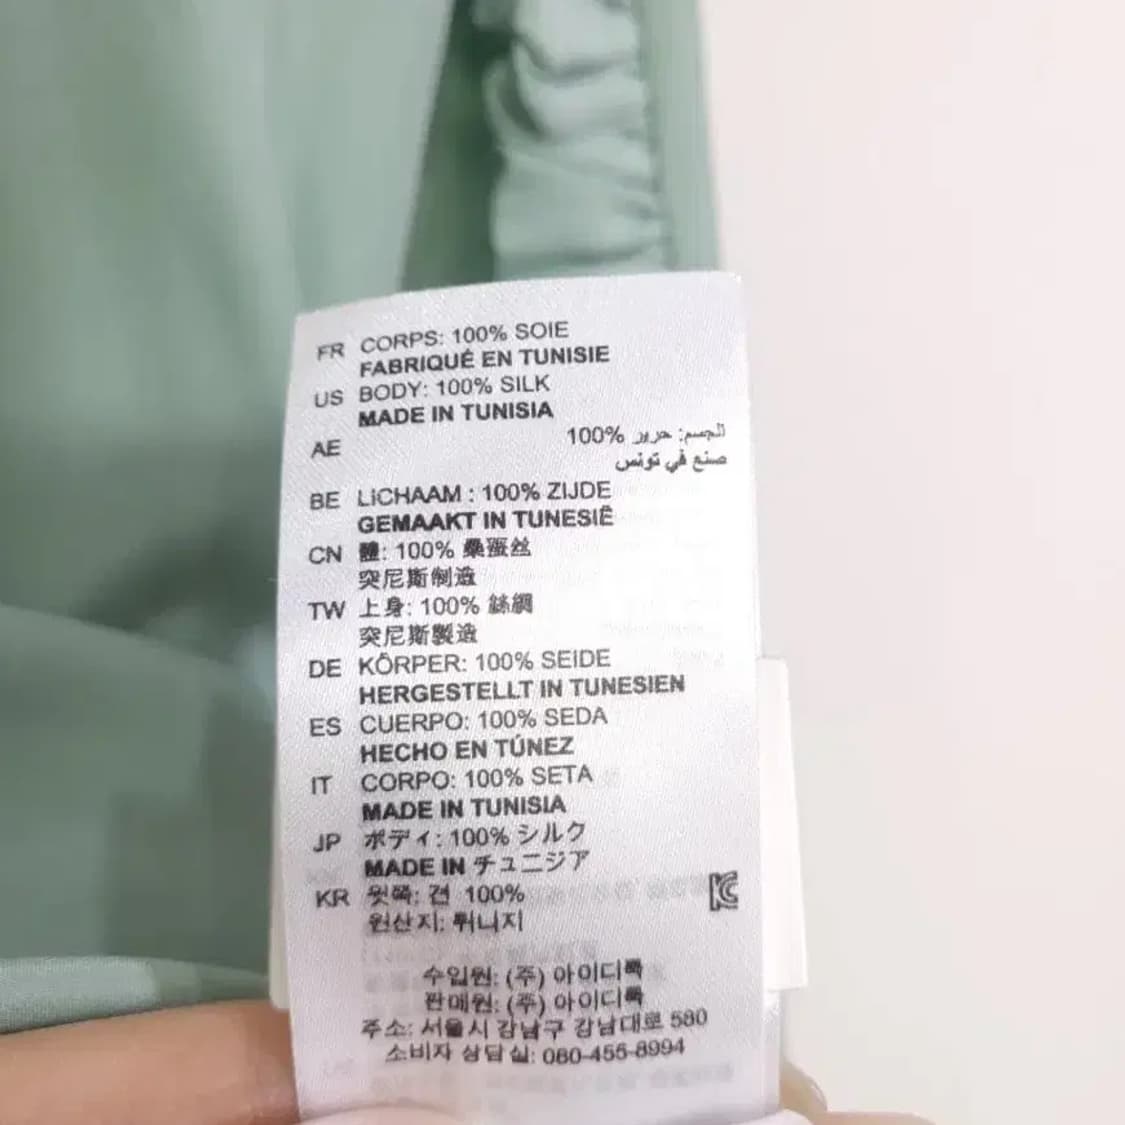 FR CORPS: 100% SOIE
FABRIQUÉ EN TUNISIE
US BODY: 100% SILK
MADE IN TUNISIA
AE الجسم: حرير 100%
صنع في تونس
BE LICHAAM : 100% ZIJDE
GEMAAKT IN TUNESIË
CN 體: 100% 桑蚕丝
突尼斯制造
TW 上身: 100% 絲綢
突尼斯製造
DE KÖRPER: 100% SEIDE
HERGESTELLT IN TUNESIEN
ES CUERPO: 100% SEDA
HECHO EN TÚNEZ
IT CORPO: 100% SETA
MADE IN TUNISIA
JP ボディ: 100% シルク
MADE IN チュニジア
KR 윗쪽: 견 100%
원산지: 튀니지
수입원: (주) 아이디룩
판매원: (주) 아이디룩
주소: 서울시 강남구 강남대로 580
소비자 상담실: 080-455-8994